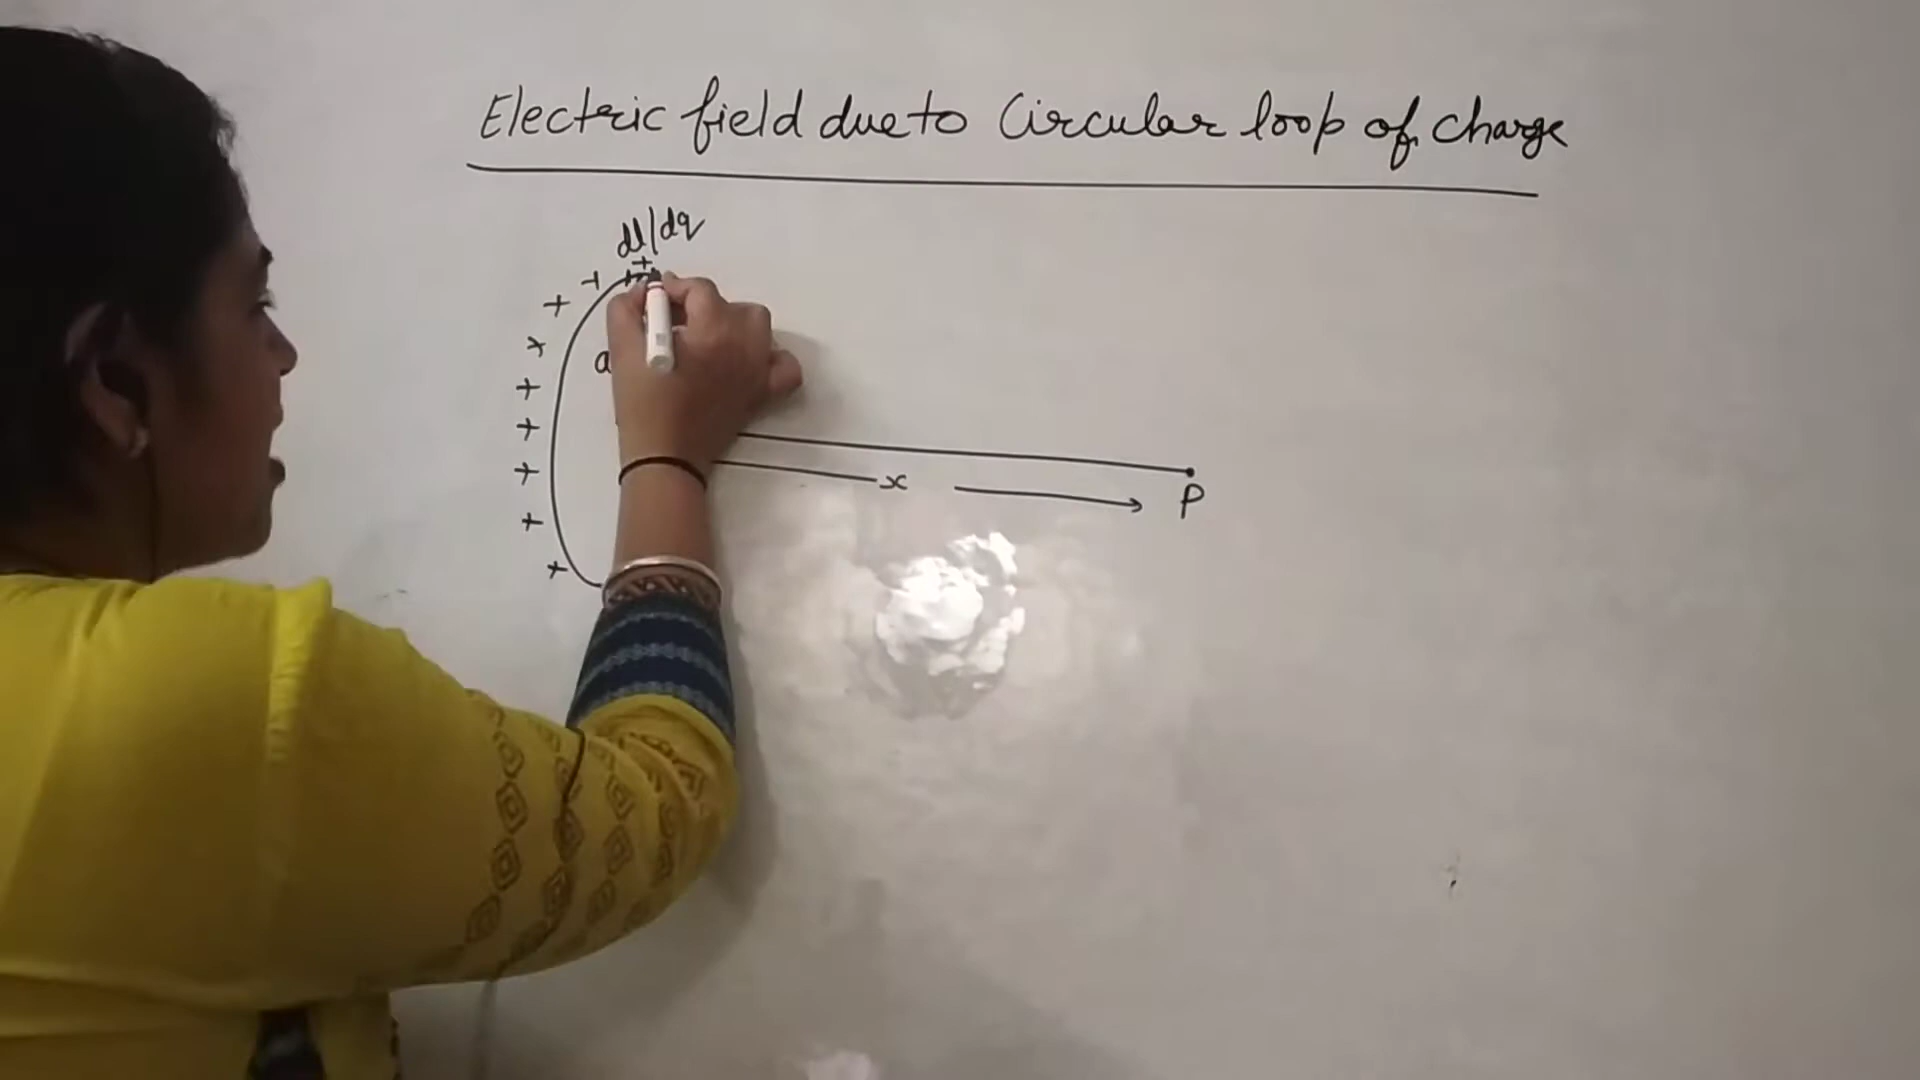 Electric field due to Circular loop of charge
dl/dq
a
x
P